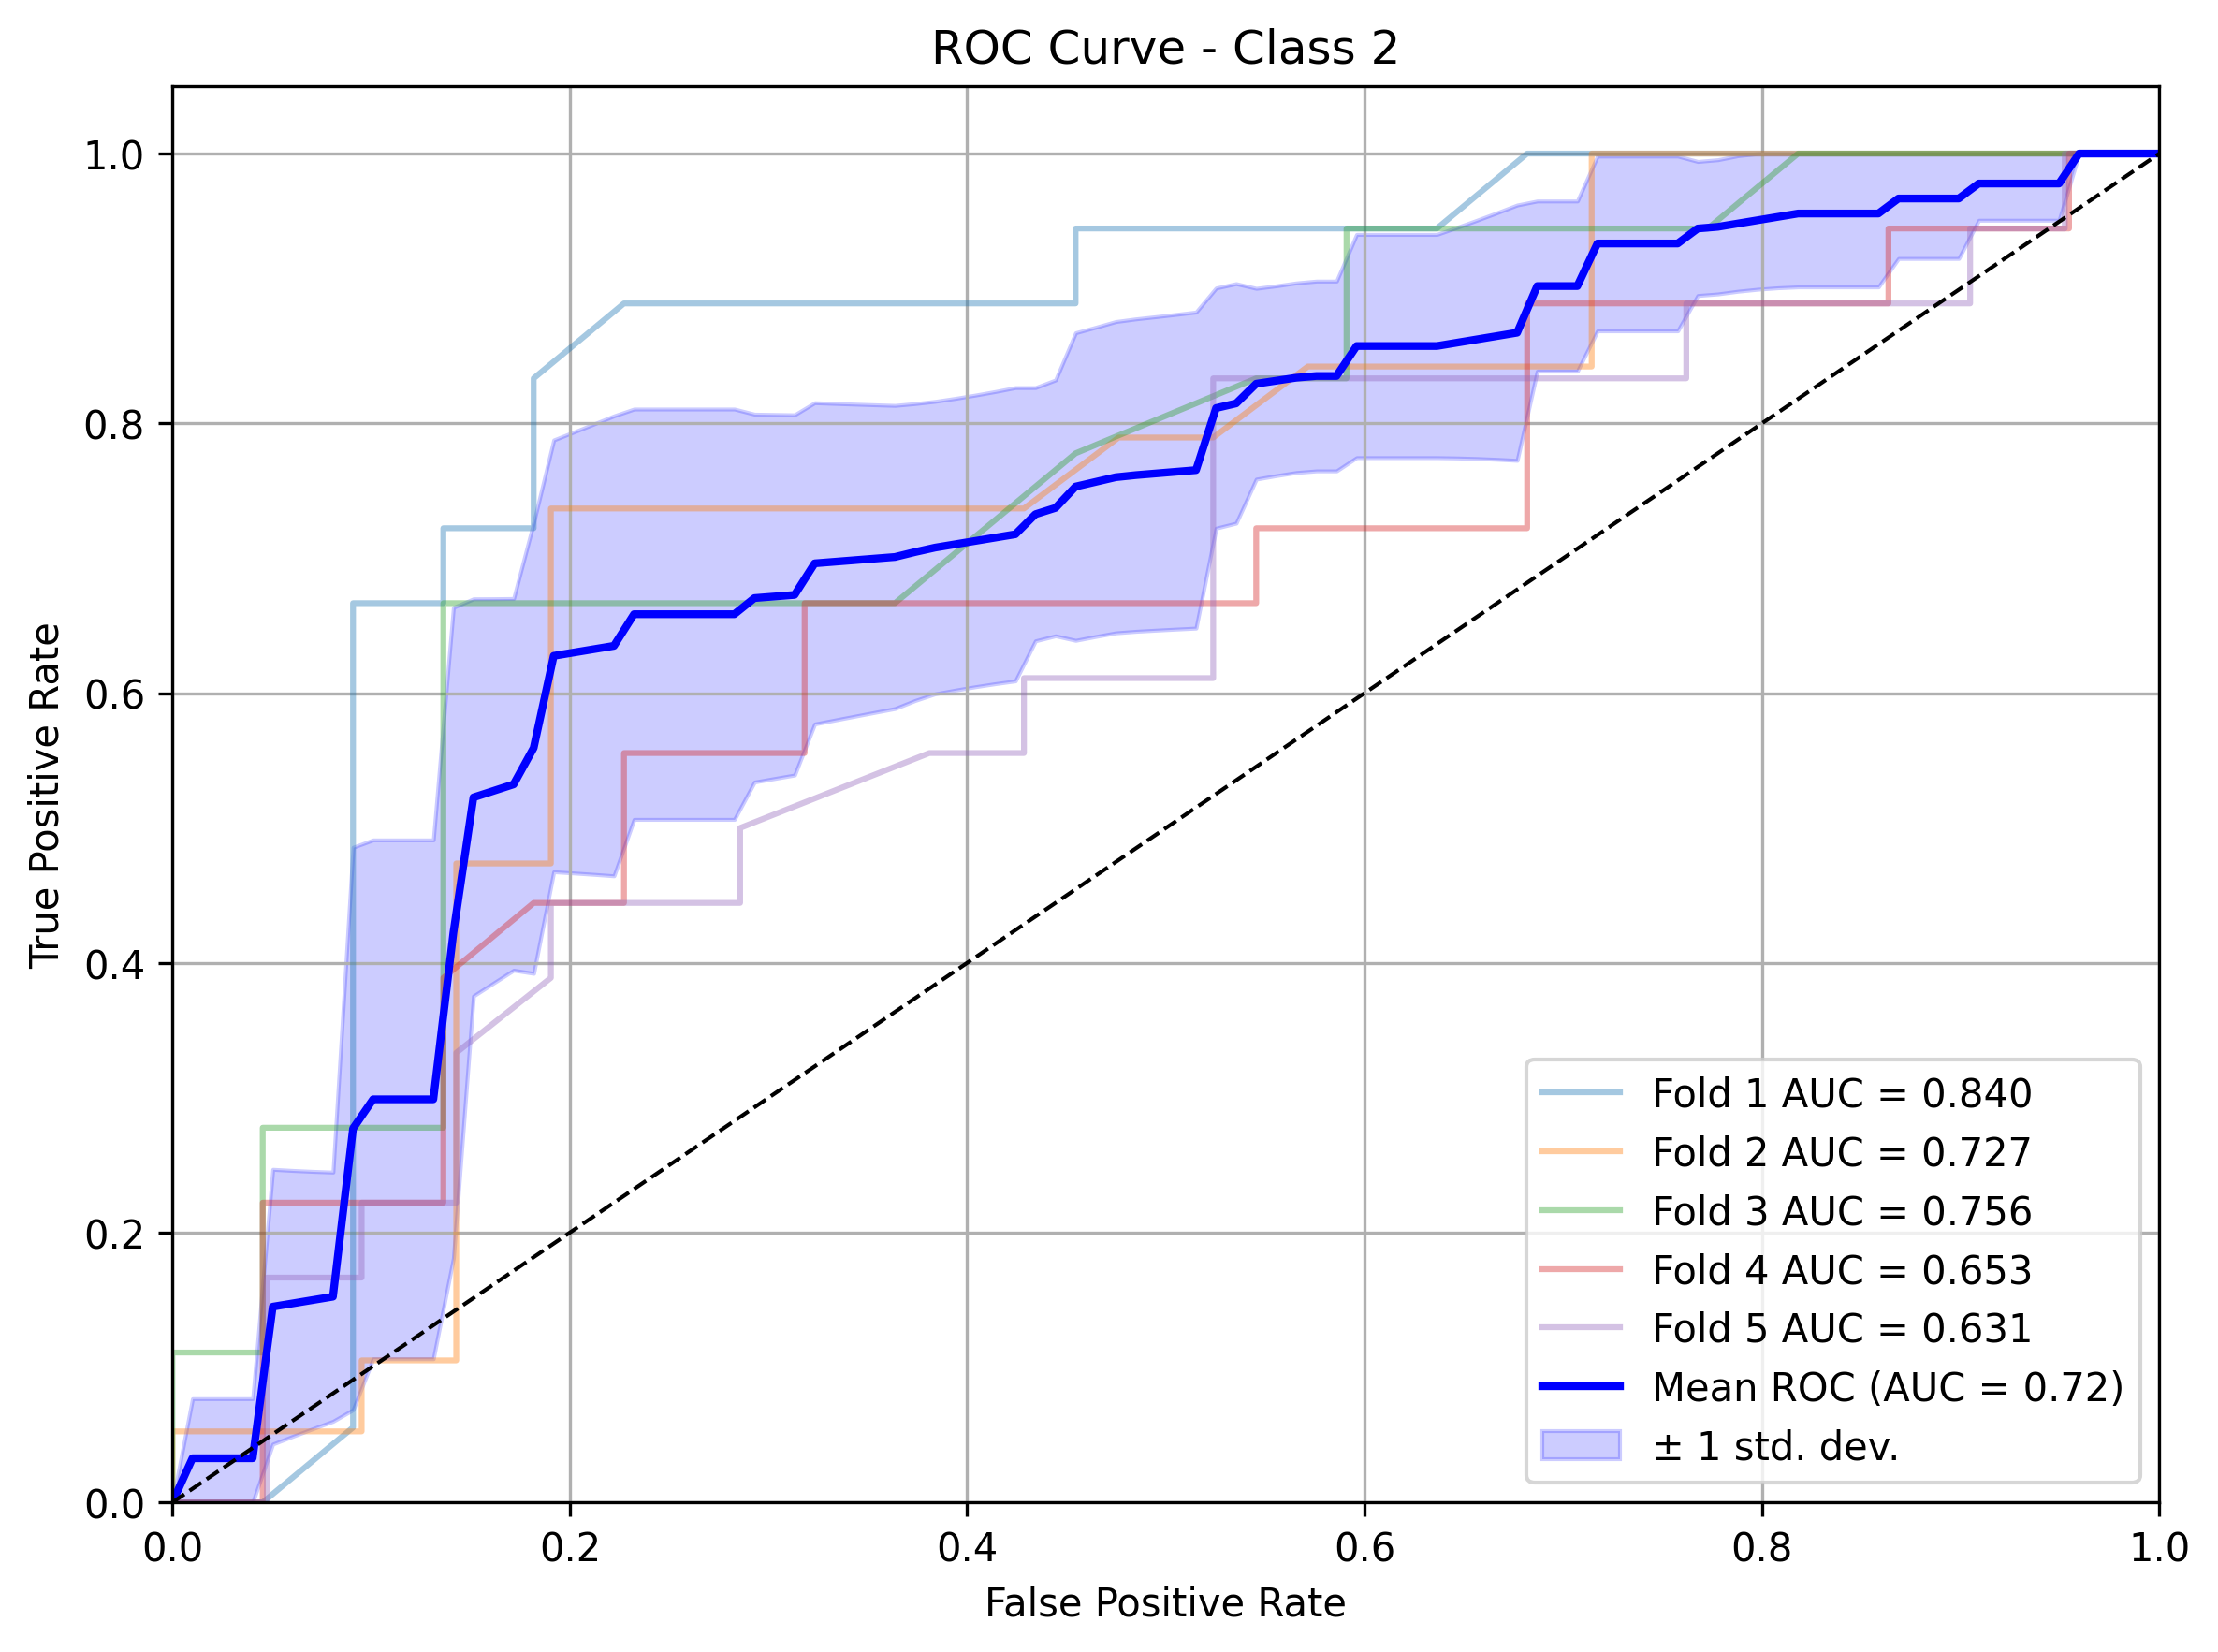 ROC Curve - Class 2
True Positive Rate
1.0
0.8
0.6
0.4
0.2
0.0
0.0 0.2 0.4 0.6 0.8 1.0
False Positive Rate
Fold 1 AUC = 0.840
Fold 2 AUC = 0.727
Fold 3 AUC = 0.756
Fold 4 AUC = 0.653
Fold 5 AUC = 0.631
Mean ROC (AUC = 0.72)
± 1 std. dev.